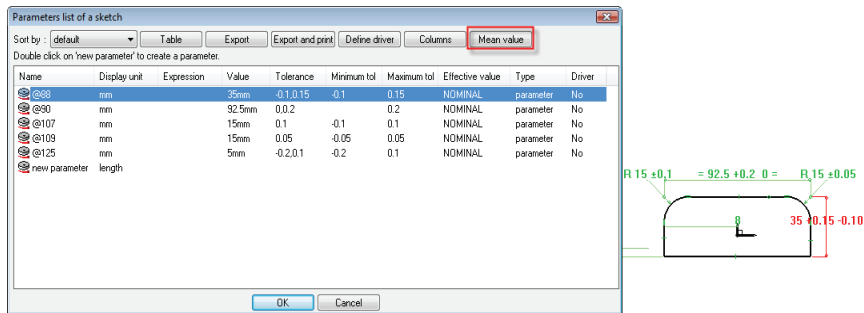 Parameters list of a sketch
Sort by : default Table Export Export and print Define driver Columns Mean value
Double click on 'new parameter' to create a parameter.
Name Display unit Expression Value Tolerance Minimum tol Maximum tol Effective value Type Driver
@88 mm 35mm -0.1,0.15 -0.1 0.15 NOMINAL parameter No
@90 mm 92.5mm 0,0.2 0.2 NOMINAL parameter No
@107 mm 15mm 0.1 -0.1 0.1 NOMINAL parameter No
@109 mm 15mm 0.05 -0.05 0.05 NOMINAL parameter No
@125 mm 5mm -0.2,0.1 -0.2 0.1 NOMINAL parameter No
new parameter length
R 15 ±0.1 = 92.5 +0.2 0 = R 15 ±0.05
8 35 +0.15 -0.10
OK Cancel